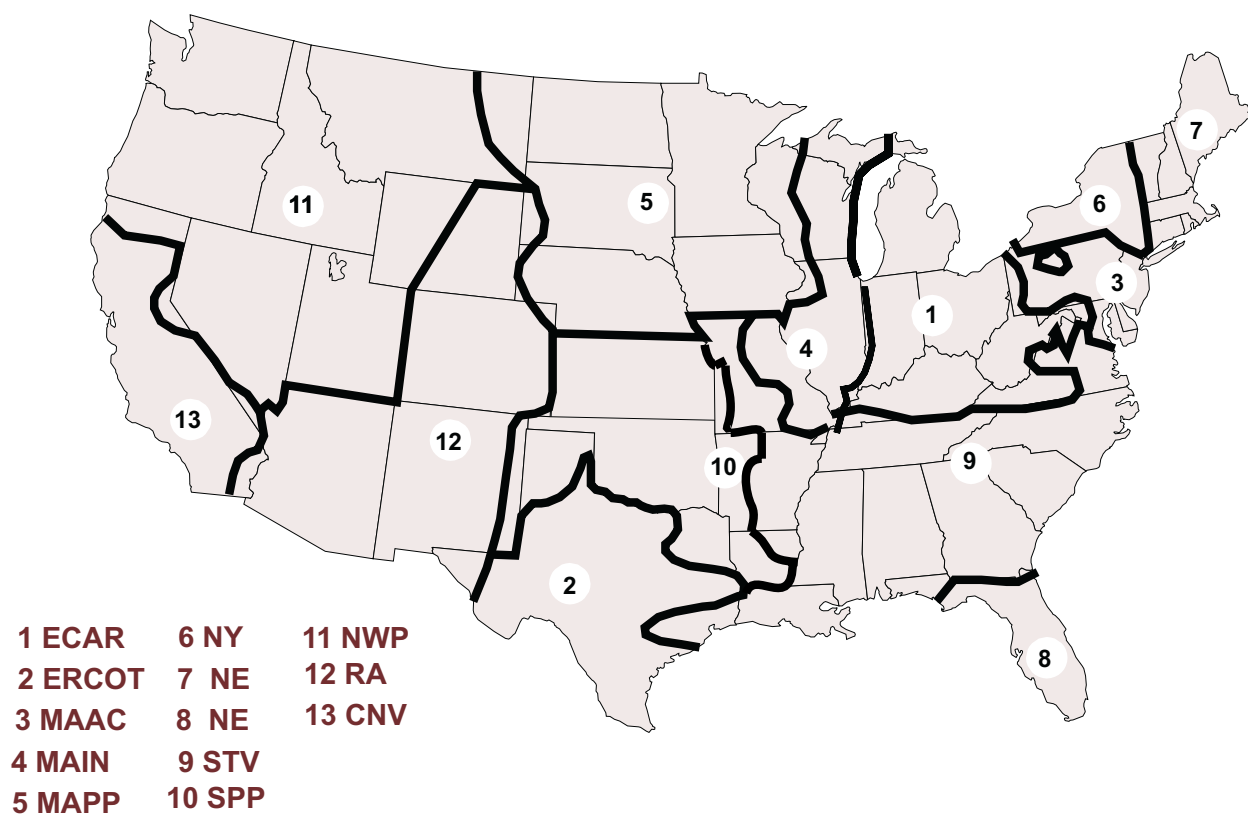 7
11
5
6
3
1
4
13
12
10
9
2
8
1 ECAR
2 ERCOT
3 MAAC
4 MAIN
5 MAPP
6 NY
7 NE
8 NE
9 STV
10 SPP
11 NWP
12 RA
13 CNV